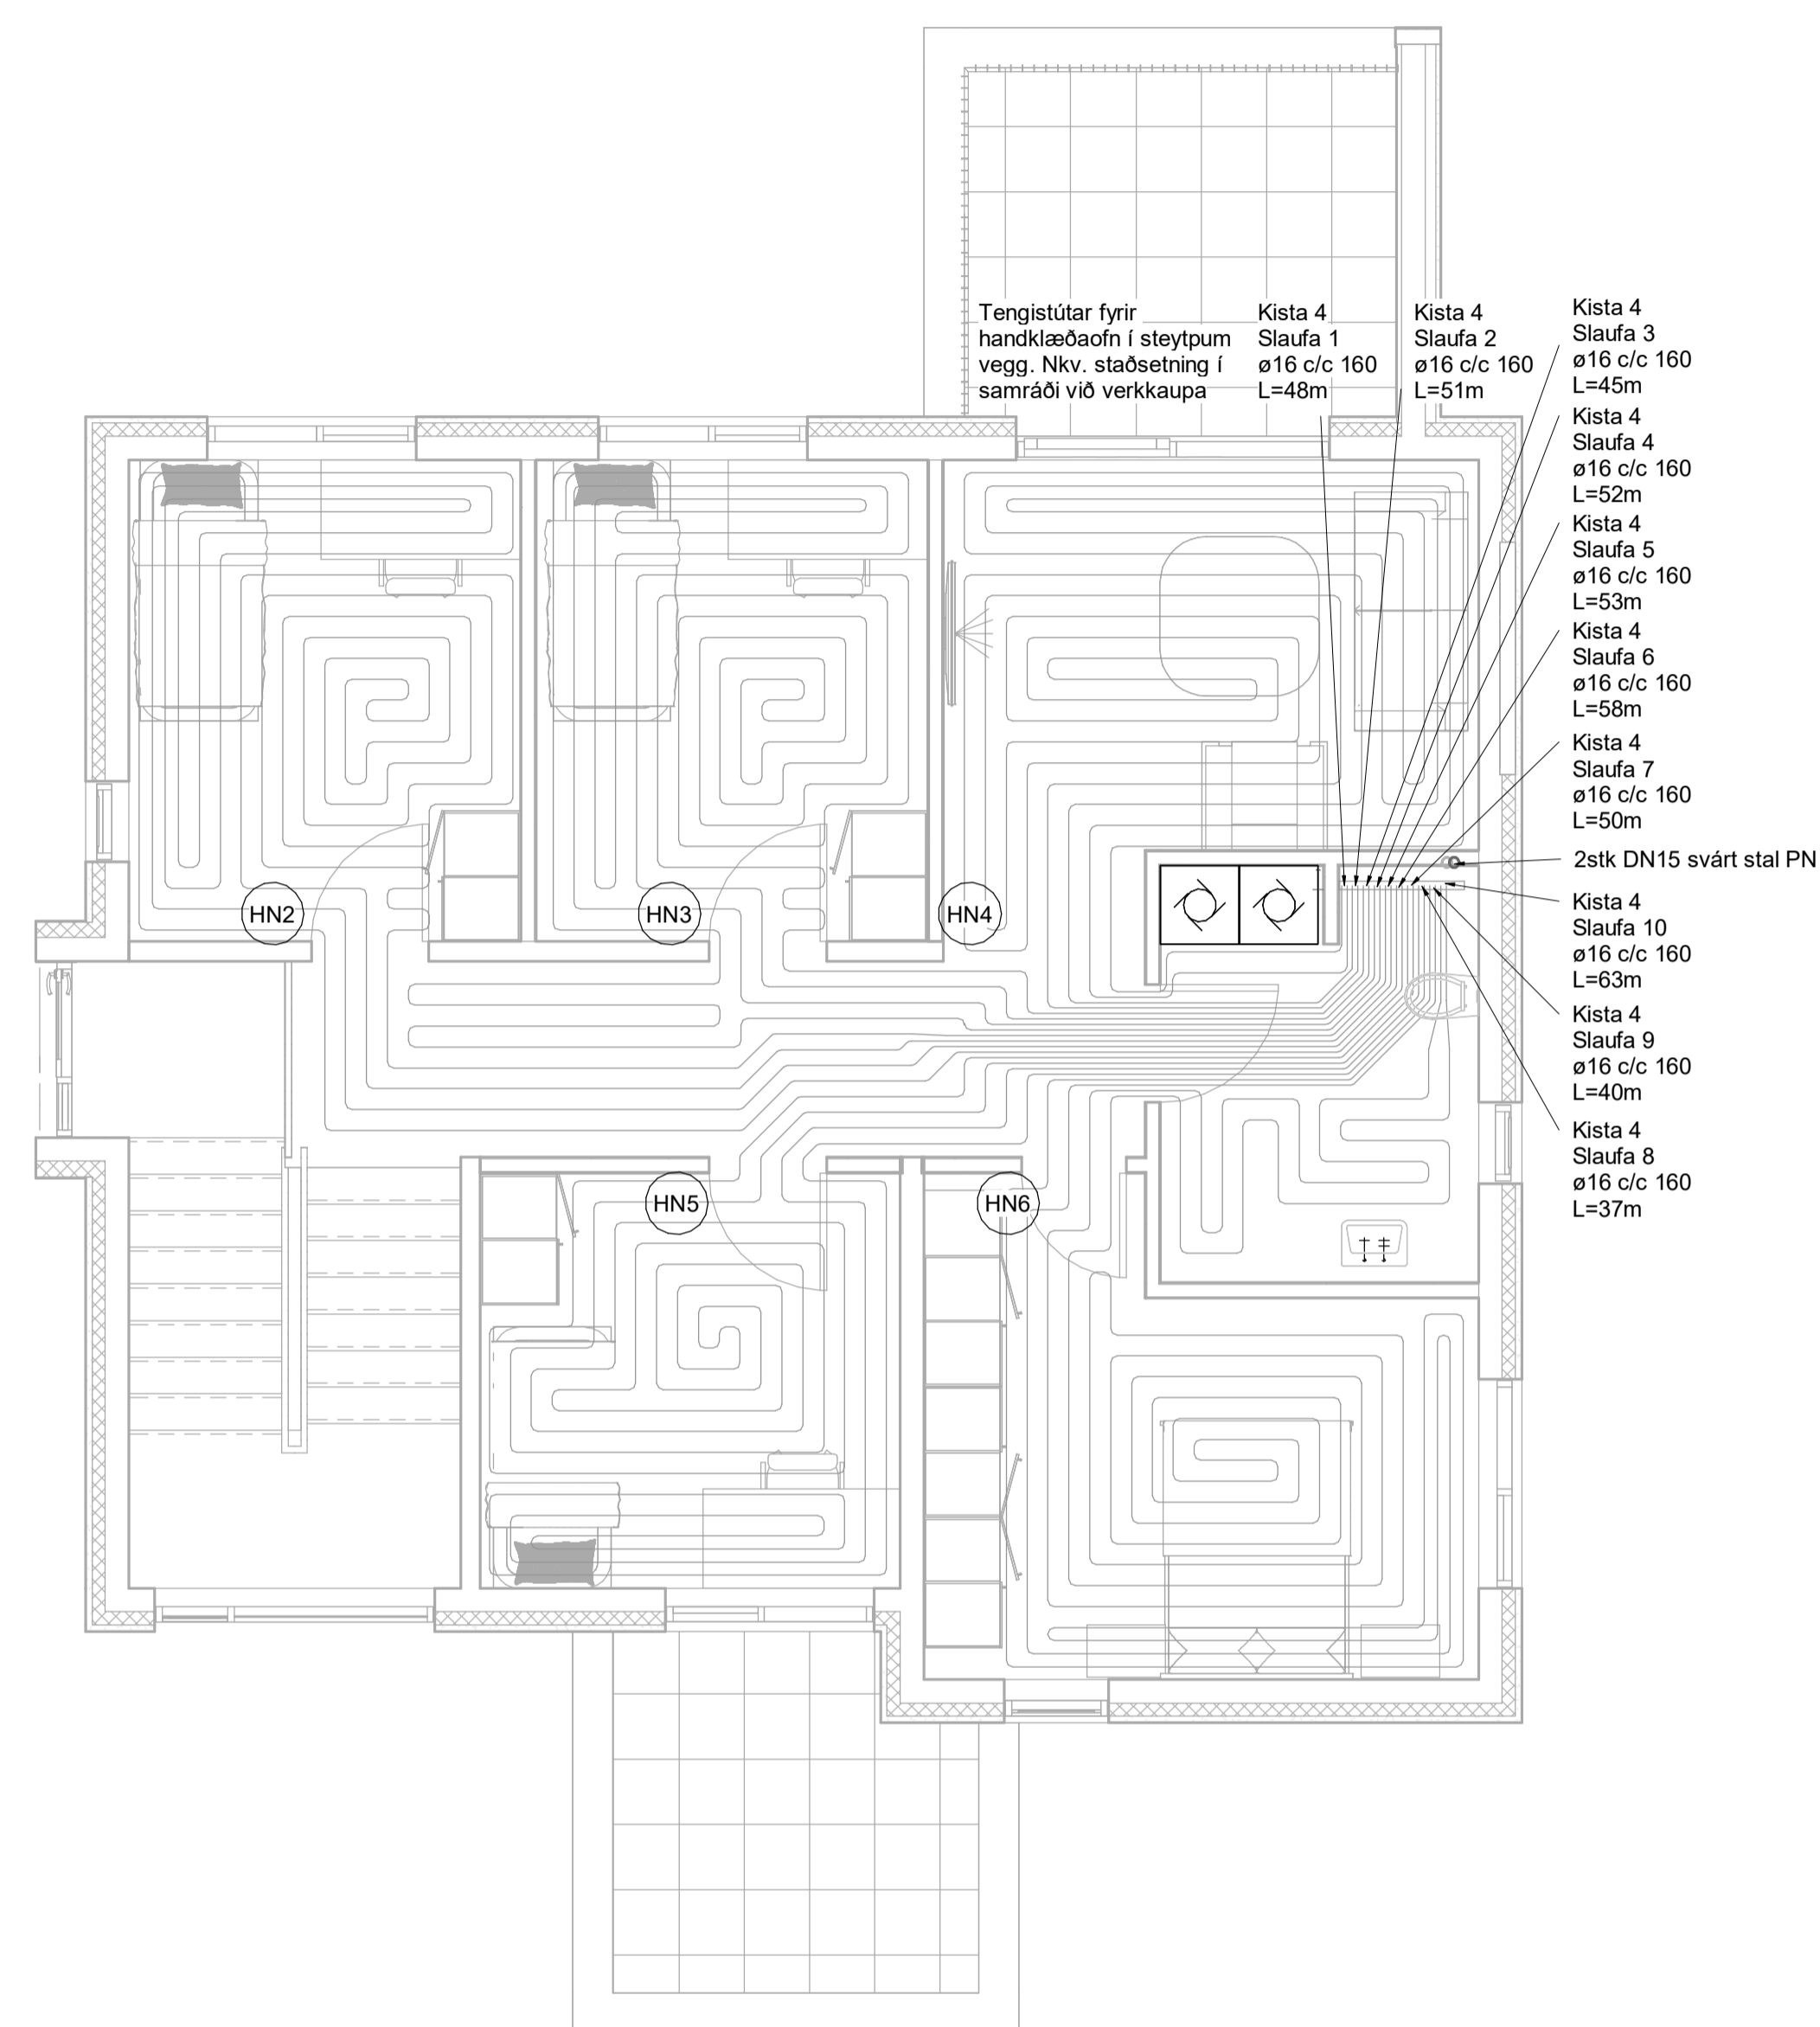 Tengistútar fyrir
handklæðaofn í steytpum
vegg. Nkv. staðsetning í
samráði við verkkaupa
Kista 4
Slaufa 1
ø16 c/c 160
L=48m
Kista 4
Slaufa 2
ø16 c/c 160
L=51m
Kista 4
Slaufa 3
ø16 c/c 160
L=45m
Kista 4
Slaufa 4
ø16 c/c 160
L=52m
Kista 4
Slaufa 5
ø16 c/c 160
L=53m
Kista 4
Slaufa 6
ø16 c/c 160
L=58m
Kista 4
Slaufa 7
ø16 c/c 160
L=50m
2stk DN15 svárt stal PN
Kista 4
Slaufa 10
ø16 c/c 160
L=63m
Kista 4
Slaufa 9
ø16 c/c 160
L=40m
Kista 4
Slaufa 8
ø16 c/c 160
L=37m
HN2
HN3
HN4
HN5
HN6